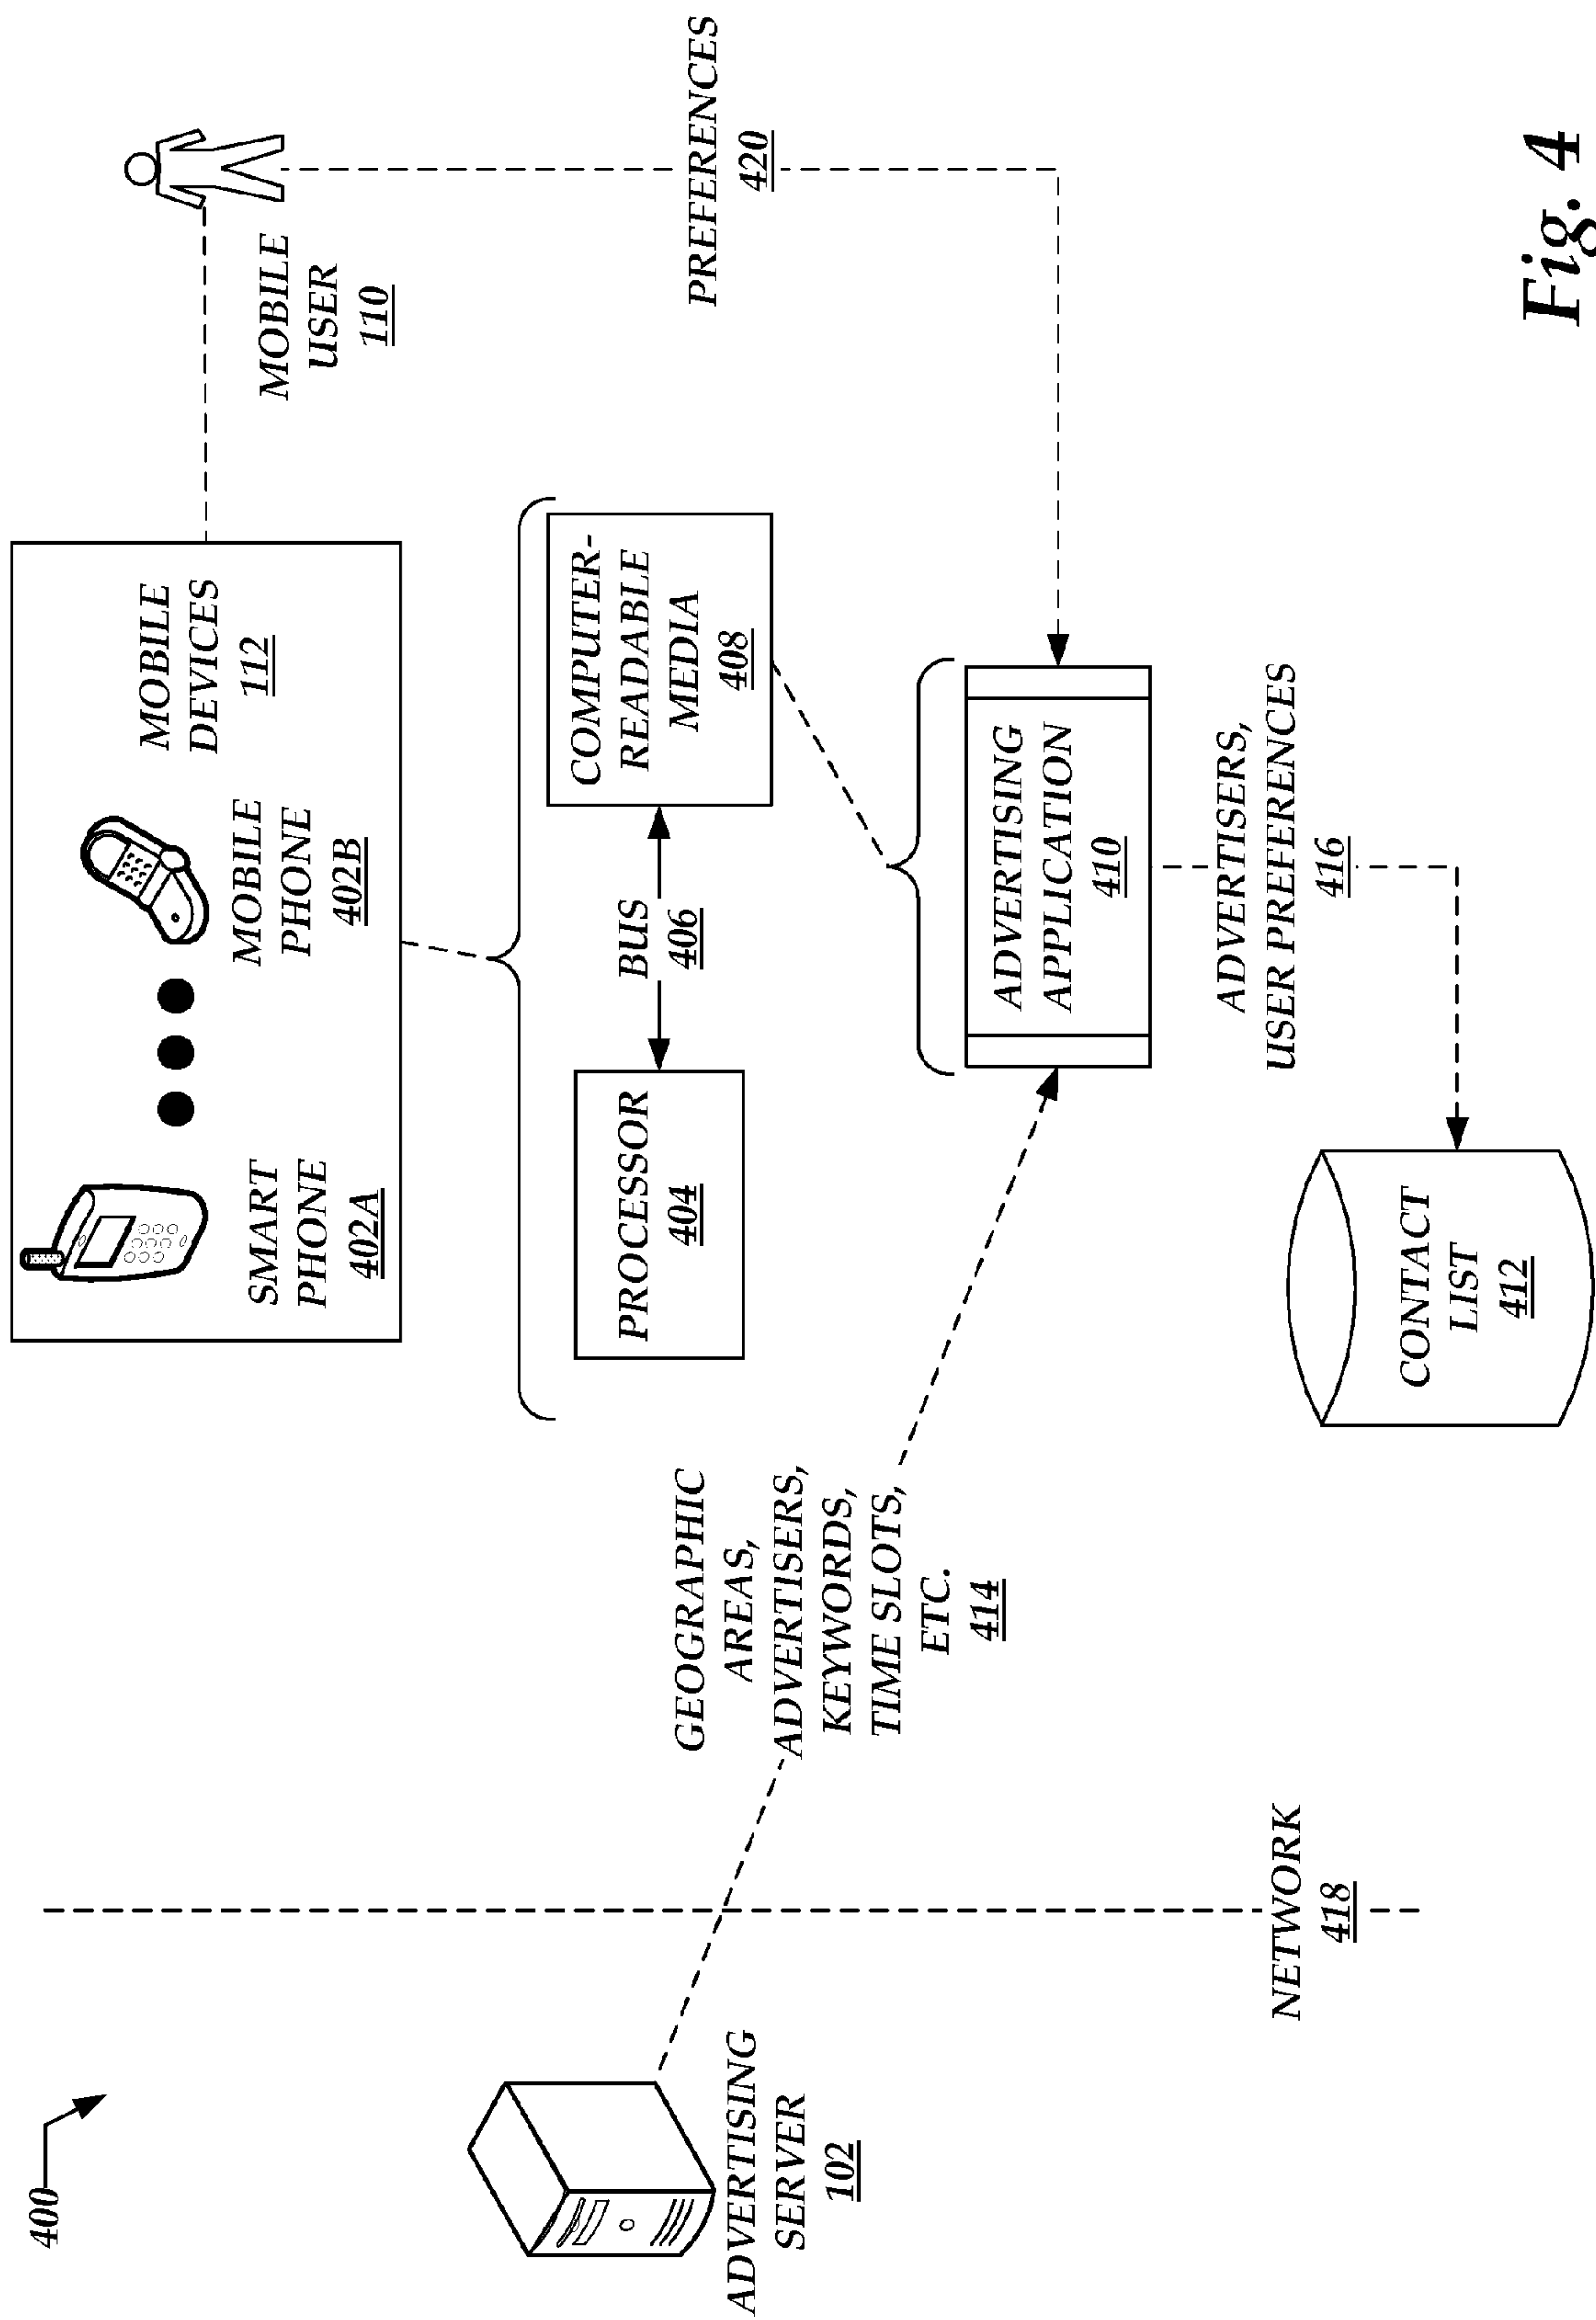 400
SMART
PHONE
402A
MOBILE
PHONE
402B
MOBILE
DEVICES
112
MOBILE
USER
110
PROCESSOR
404
BUS
406
COMPUTER-
READABLE
MEDIA
408
PREFERENCES
420
ADVERTISING
SERVER
102
GEOGRAPHIC
AREAS,
ADVERTISERS,
KEYWORDS,
TIME SLOTS,
ETC.
414
ADVERTISING
APPLICATION
410
ADVERTISERS,
USER PREFERENCES
416
NETWORK
418
CONTACT
LIST
412
Fig. 4